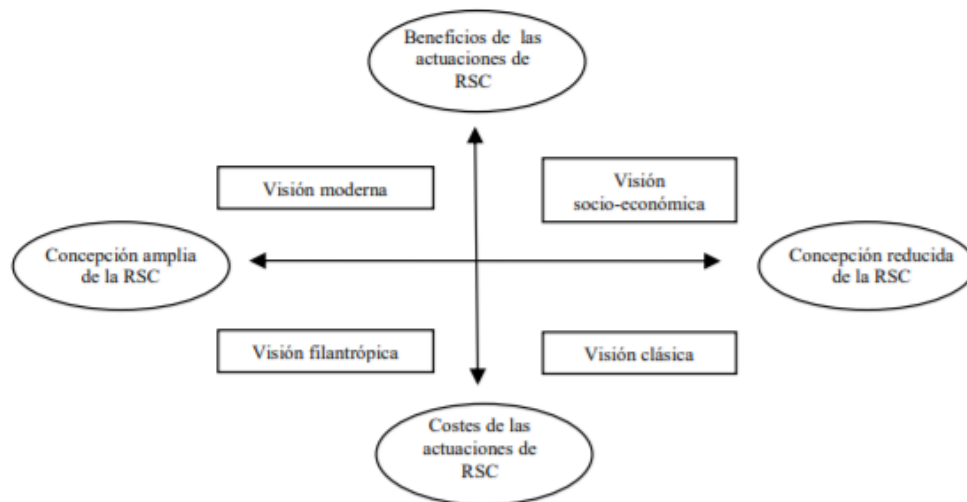 Beneficios de las
actuaciones de
RSC
Visión moderna
Visión
socio-económica
Concepción amplia
de la RSC
Concepción reducida
de la RSC
Visión filantrópica
Visión clásica
Costes de las
actuaciones de
RSC